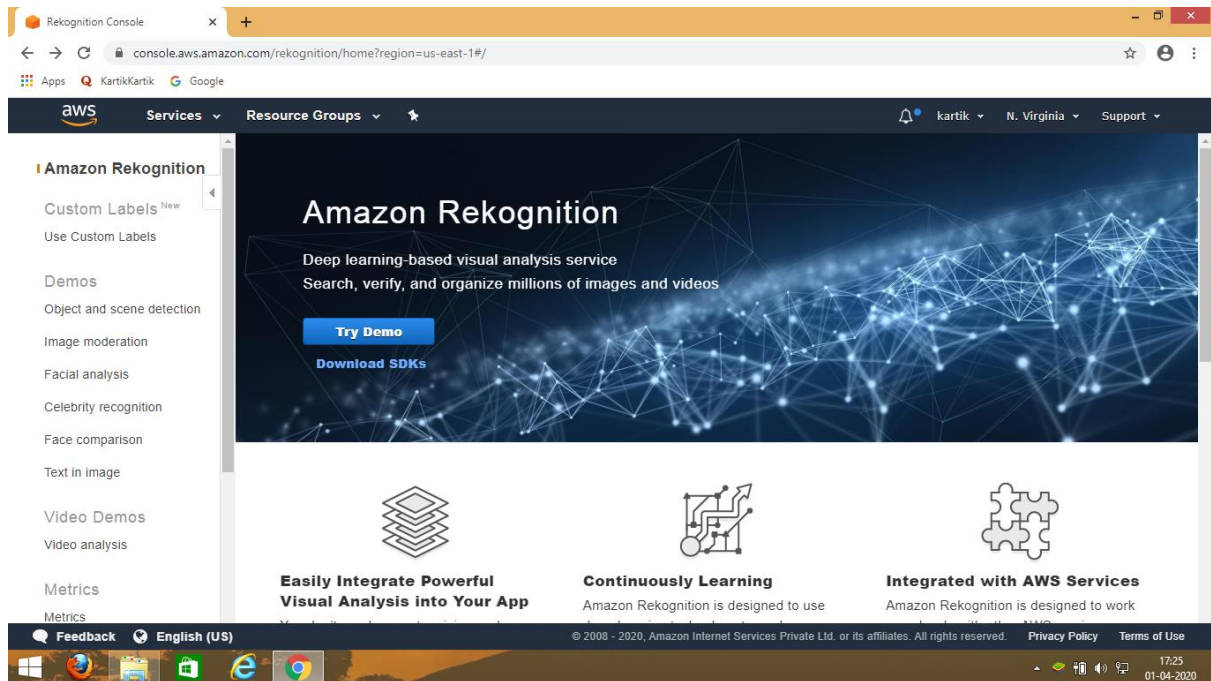 Rekognition Console
console.aws.amazon.com/rekognition/home?region=us-east-1#/
Apps KartikKartik Google
aws Services Resource Groups kartik N. Virginia Support
Amazon Rekognition
Custom Labels New
Use Custom Labels
Demos
Object and scene detection
Image moderation
Facial analysis
Celebrity recognition
Face comparison
Text in image
Video Demos
Video analysis
Metrics
Metrics
Amazon Rekognition
Deep learning-based visual analysis service
Search, verify, and organize millions of images and videos
Try Demo
Download SDKs
Easily Integrate Powerful
Visual Analysis into Your App
Continuously Learning
Amazon Rekognition is designed to use
Integrated with AWS Services
Amazon Rekognition is designed to work
Feedback English (US) © 2008 - 2020, Amazon Internet Services Private Ltd. or its affiliates. All rights reserved. Privacy Policy Terms of Use
17:25
01-04-2020